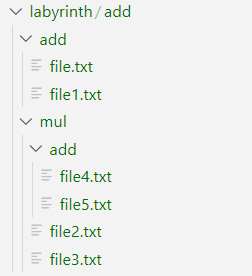 labyrinth / add
add
file.txt
file1.txt
mul
add
file4.txt
file5.txt
file2.txt
file3.txt